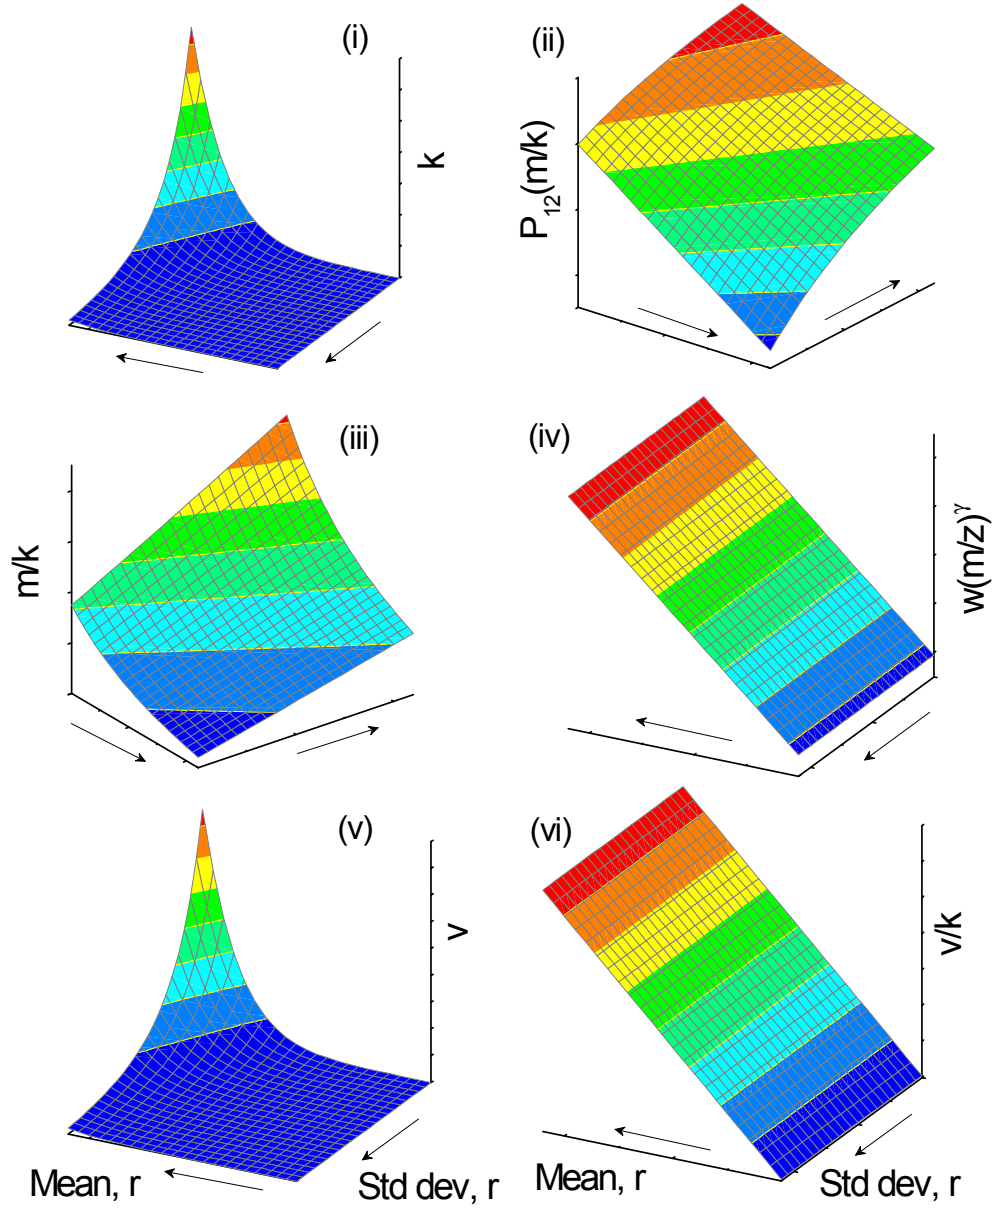 (i)
k
(ii)
P₁₂(m/k)
(iii)
m/k
(iv)
w(m/z)ᵞ
(v)
v
(vi)
v/k
Mean, r
Std dev, r
Mean, r
Std dev, r